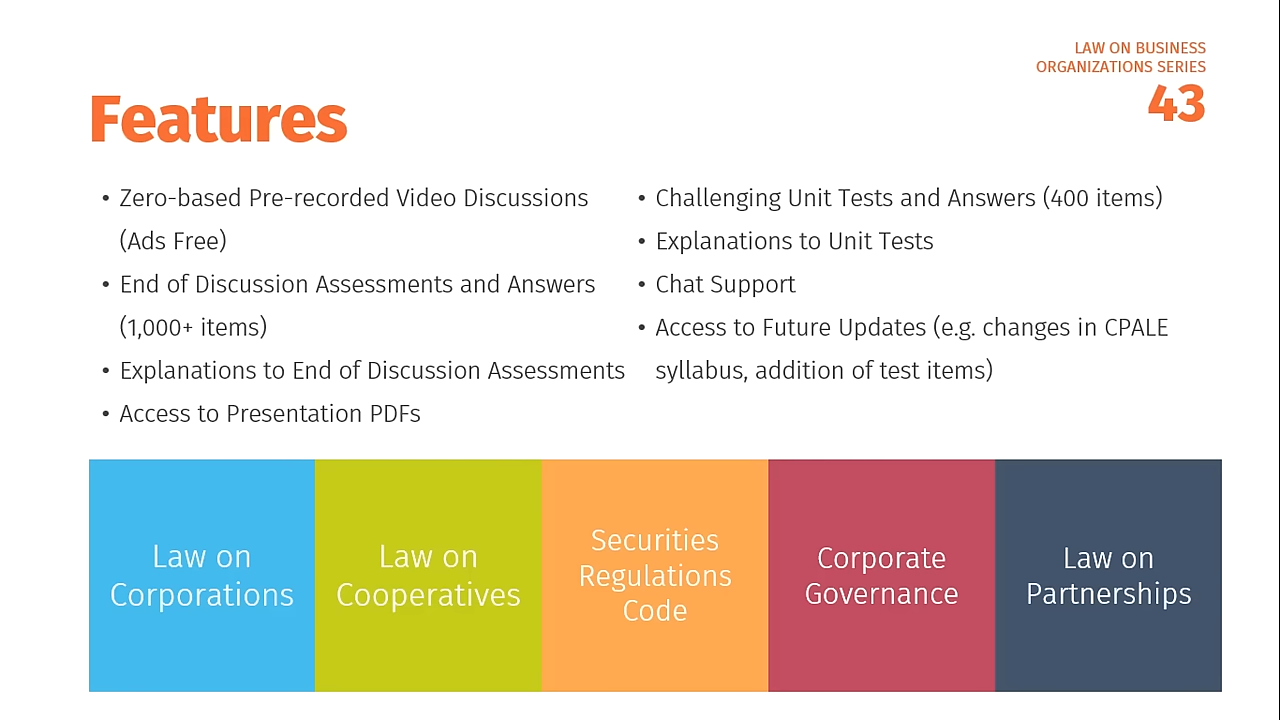 LAW ON BUSINESS
ORGANIZATIONS SERIES
43
Features
• Zero-based Pre-recorded Video Discussions
(Ads Free)
• End of Discussion Assessments and Answers
(1,000+ items)
• Explanations to End of Discussion Assessments
• Access to Presentation PDFs
• Challenging Unit Tests and Answers (400 items)
• Explanations to Unit Tests
• Chat Support
• Access to Future Updates (e.g. changes in CPALE
syllabus, addition of test items)
Law on
Corporations
Law on
Cooperatives
Securities
Regulations
Code
Corporate
Governance
Law on
Partnerships